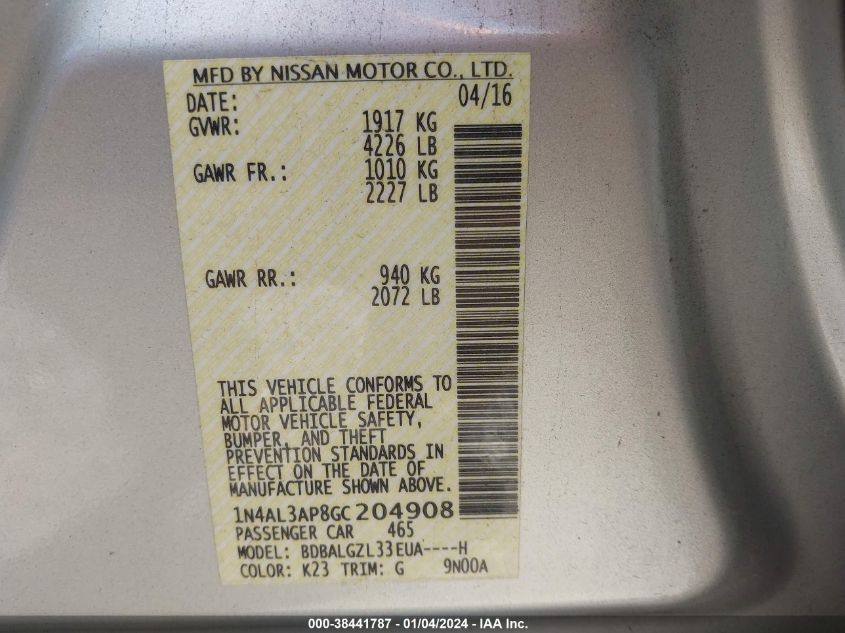 MFD BY NISSAN MOTOR CO., LTD.
DATE: 04/16
GVWR: 1917 KG
4226 LB
GAWR FR.: 1010 KG
2227 LB
GAWR RR.: 940 KG
2072 LB
THIS VEHICLE CONFORMS TO
ALL APPLICABLE FEDERAL
MOTOR VEHICLE SAFETY,
BUMPER, AND THEFT
PREVENTION STANDARDS IN
EFFECT ON THE DATE OF
MANUFACTURE SHOWN ABOVE.
1N4AL3AP8GC204908
PASSENGER CAR 465
MODEL: BDBALGZL33EUA----H
COLOR: K23 TRIM: G 9N00A
000-38441787 - 01/04/2024 - IAA Inc.